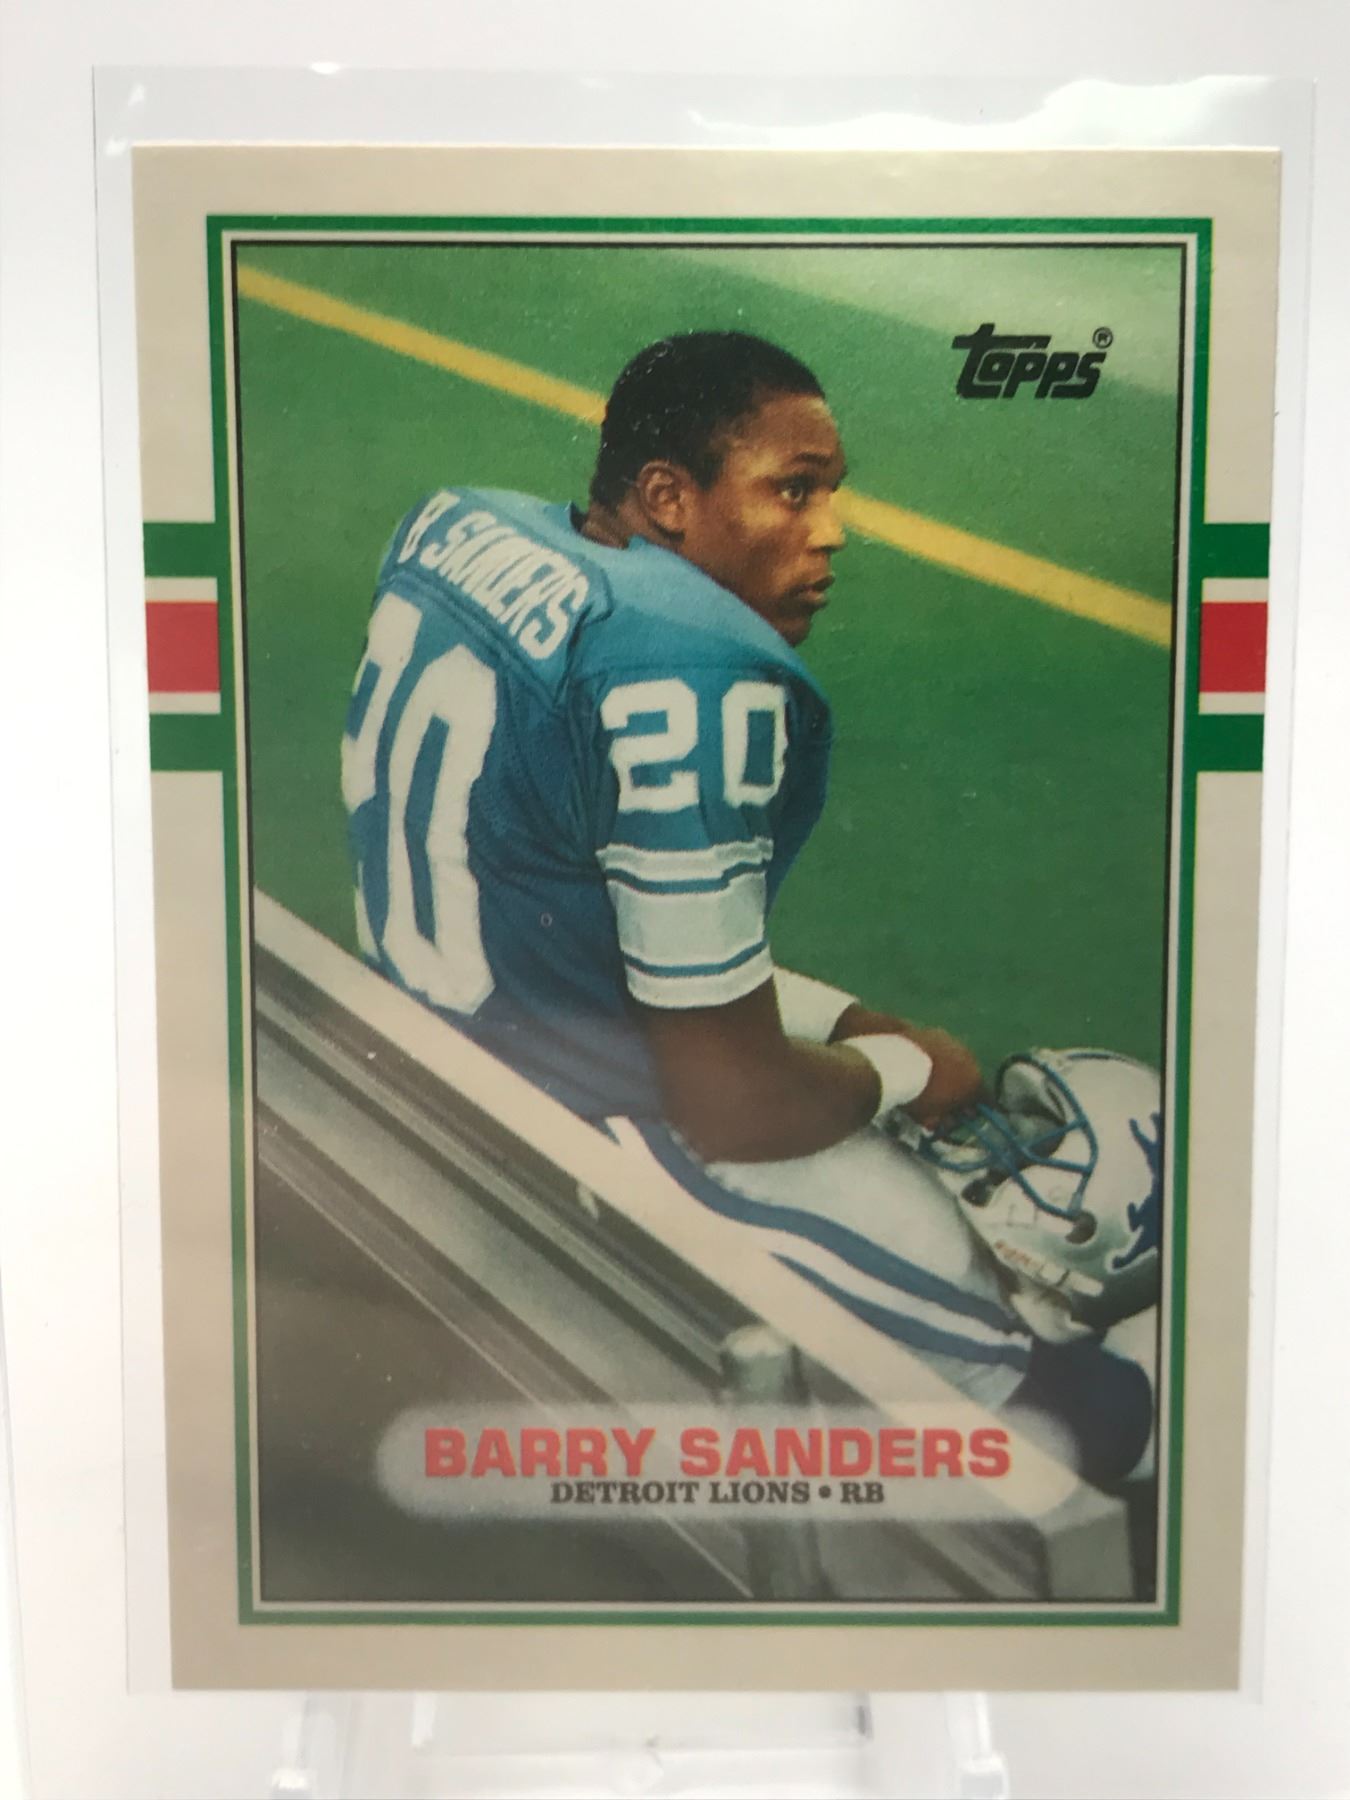 Topps®
B. SANDERS
20
20
BARRY SANDERS
DETROIT LIONS • RB